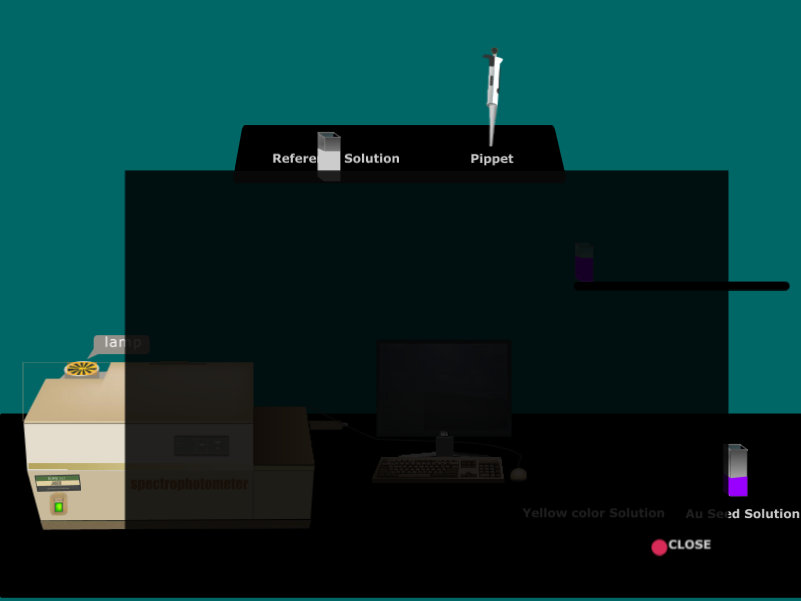 Refere Solution
Pippet
lamp
spectrophotometer
Yellow color Solution
Au Seed Solution
CLOSE